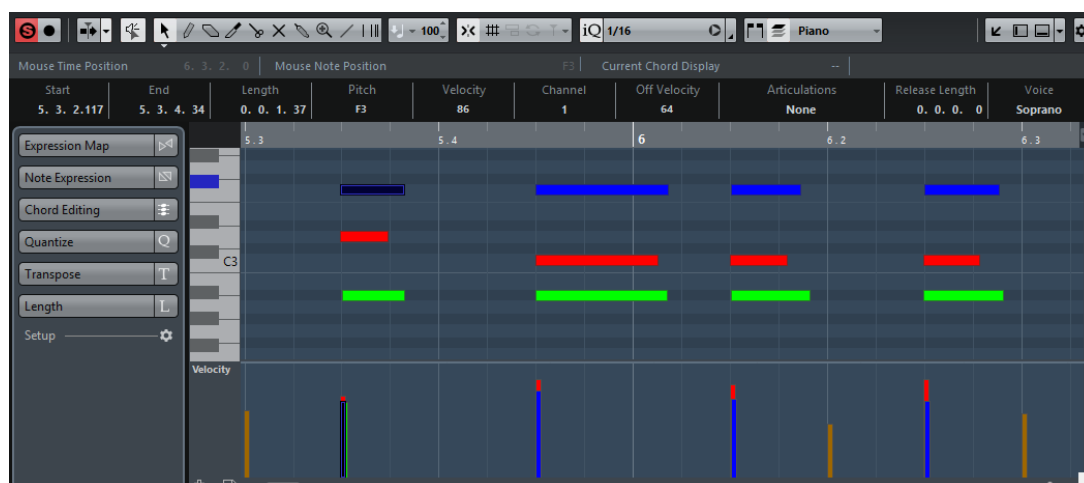 S 100 iQ 1/16 Piano
Mouse Time Position 6. 3. 2. 0 Mouse Note Position F3 Current Chord Display --
Start End Length Pitch Velocity Channel Off Velocity Articulations Release Length Voice
5. 3. 2.117 5. 3. 4. 34 0. 0. 1. 37 F3 86 1 64 None 0. 0. 0. 0 Soprano
5.3 5.4 6 6.2 6.3
Expression Map
Note Expression
Chord Editing
Quantize Q
C3
Transpose T
Length L
Setup
Velocity